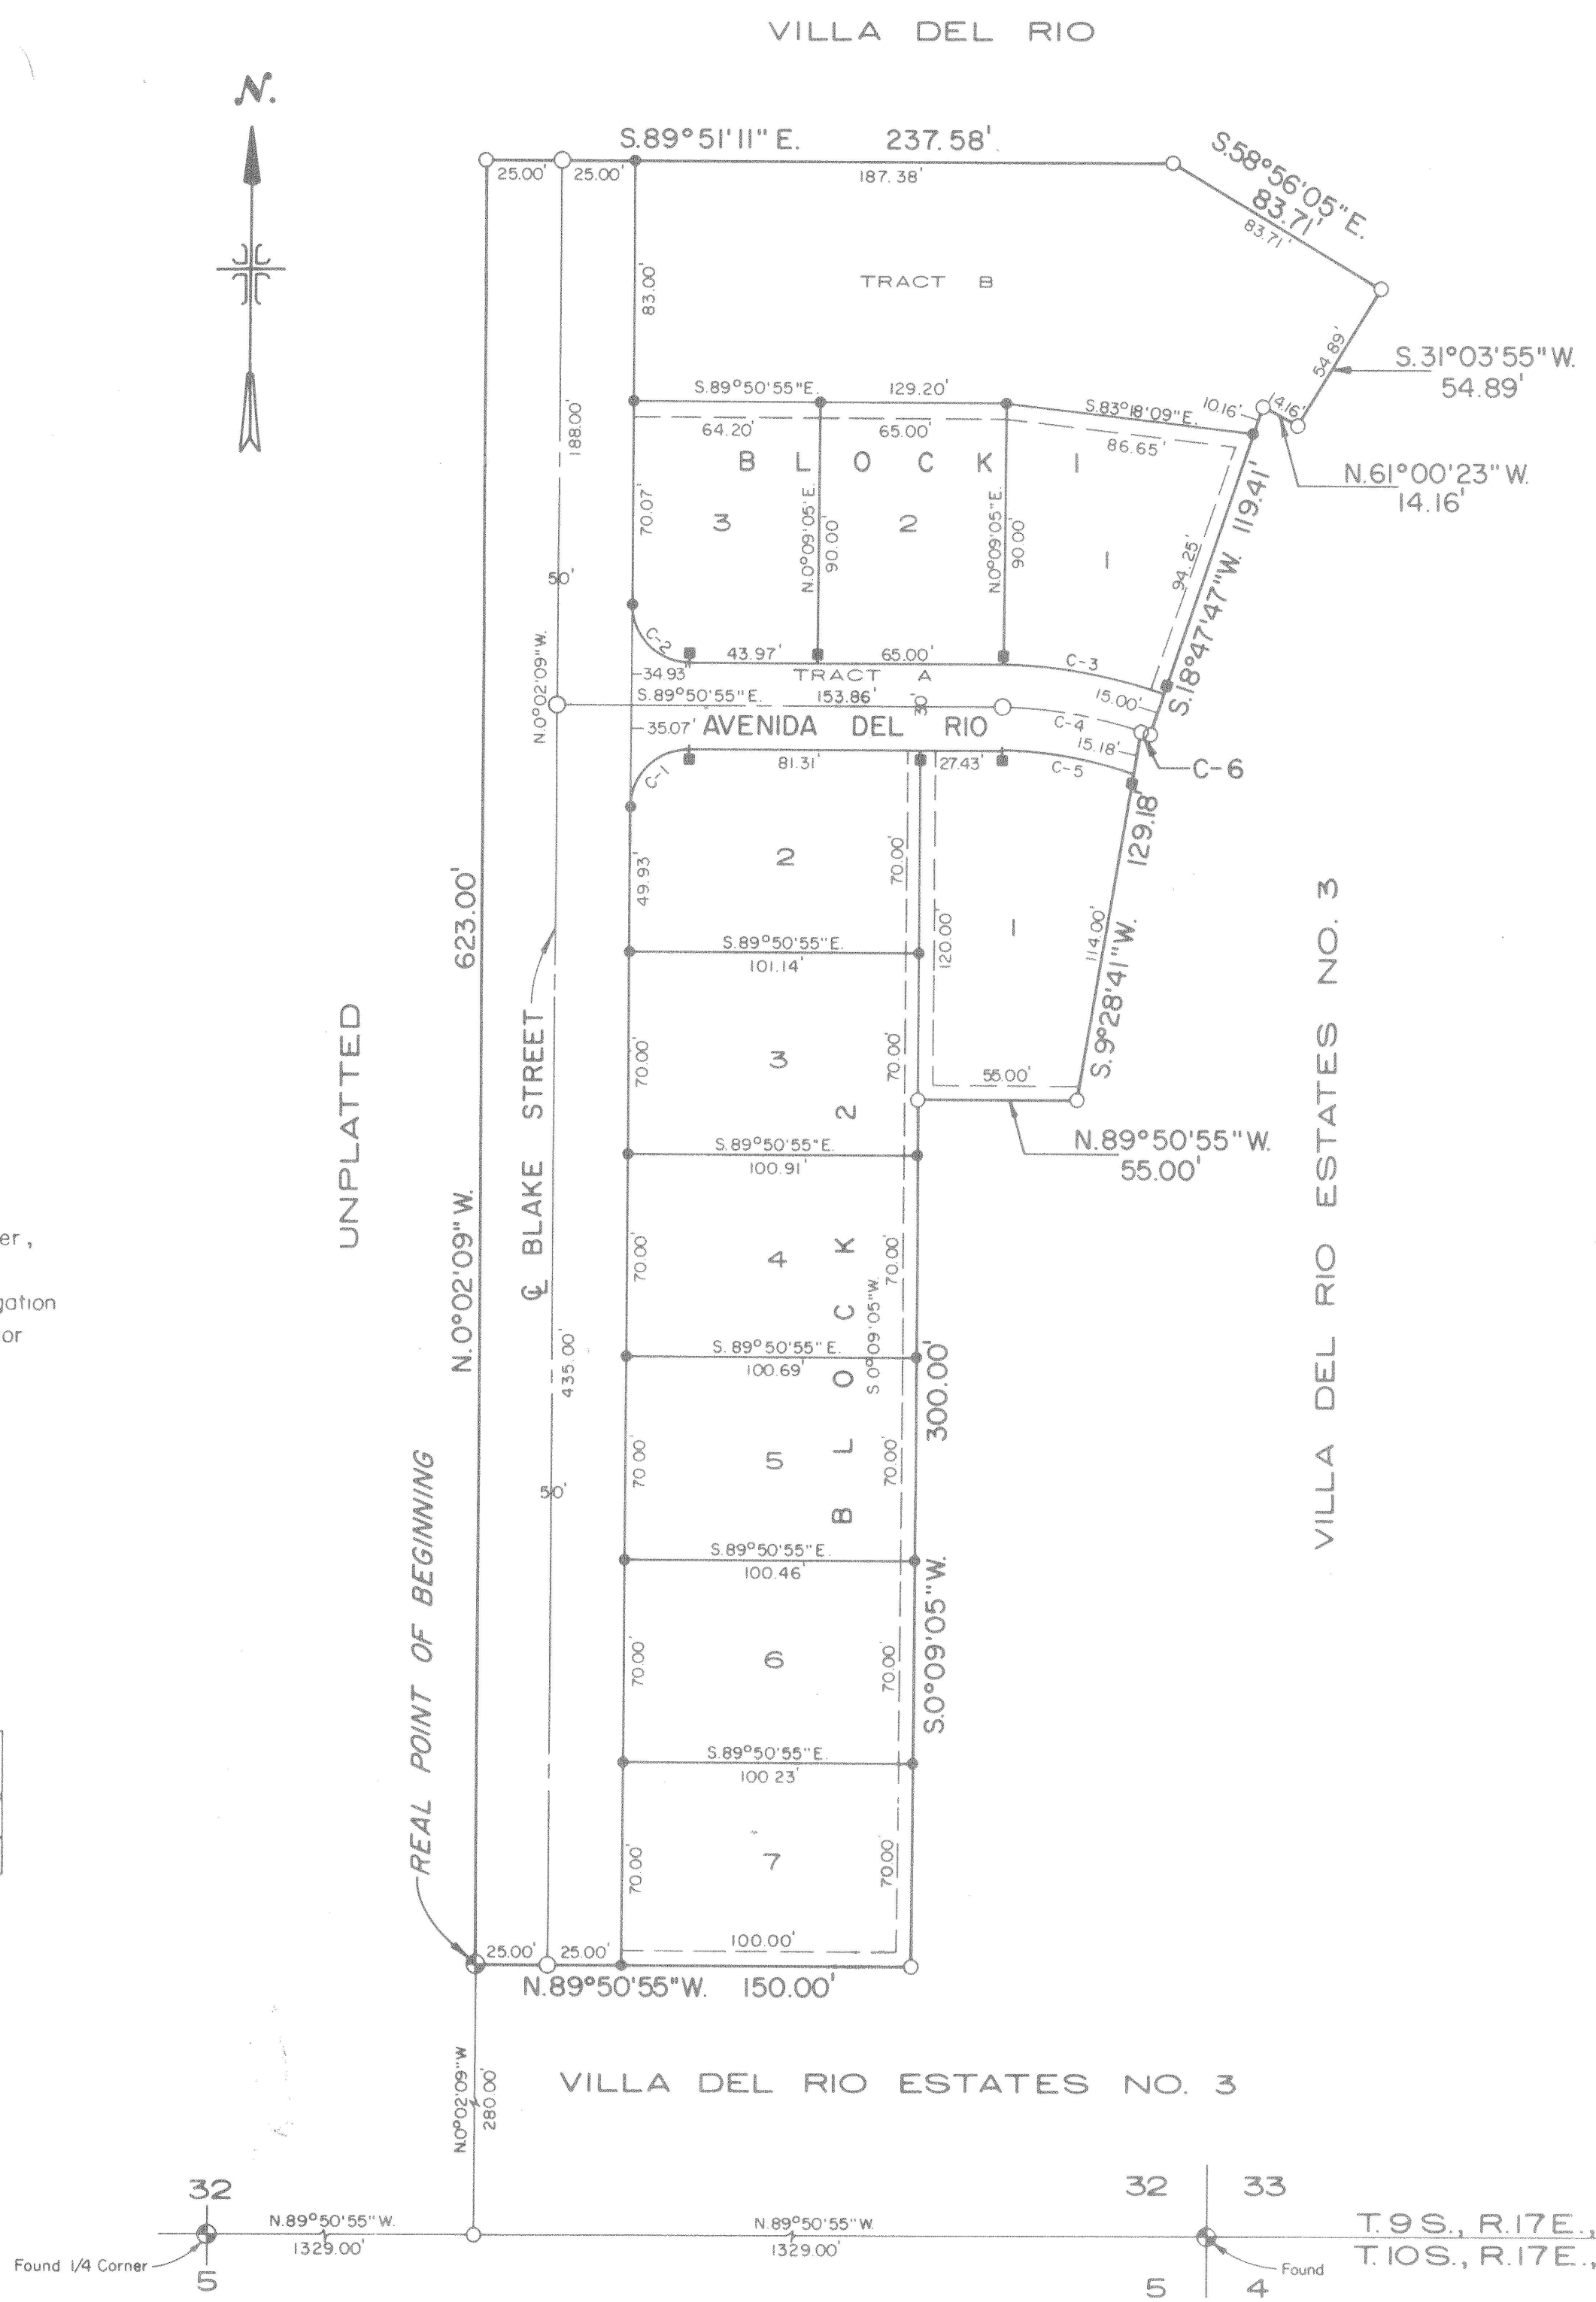 VILLA DEL RIO
N.
S.89°51'11"E. 237.58'
25.00' 25.00' 187.38'
S.58°56'05"E.
83.71'
83.71'
83.00'
TRACT B
54.89'
S.31°03'55"W.
54.89'
188.00'
S.89°50'55"E. 129.20'
S.83°18'09"E.
10.16'
14.16'
64.20' 65.00' 86.65'
BLOCK 1
N.61°00'23"W.
14.16'
70.07'
3
N.0°09'05'E.
90.00'
2
N.0°09'05"E.
90.00'
1
94.25'
S.18°47'47"W. 119.41'
50'
C-2
43.97' 65.00'
C-3
34.93'
TRACT A
N.0°02'09"W.
S.89°50'55"E. 153.86'
30'
15.00'
35.07'
AVENIDA DEL RIO
C-4
15.18'
C-1
81.31' 27.43'
C-5
C-6
2
49.93'
70.00'
129.18'
623.00'
S.89°50'55"E.
101.14'
120.00'
1
114.00'
S.9°28'41"W.
VILLA DEL RIO ESTATES NO. 3
UNPLATTED
℄ BLAKE STREET
70.00'
3
70.00'
55.00'
2
N.89°50'55"W.
55.00'
S.89°50'55"E.
100.91'
N.0°02'09"W.
er,
gation
or
70.00'
4
70.00'
BLOCK
S.0°09'05"W.
435.00'
S.89°50'55"E.
100.69'
300.00'
70.00'
5
70.00'
50'
REAL POINT OF BEGINNING
S.89°50'55"E.
100.46'
S.0°09'05"W.
70.00'
6
70.00'
S.89°50'55"E.
100.23'
70.00'
7
70.00'
100.00'
25.00' 25.00'
N.89°50'55"W. 150.00'
N.0°02'09"W
280.00'
VILLA DEL RIO ESTATES NO. 3
32
32 33
N.89°50'55"W.
1329.00'
N.89°50'55"W.
1329.00'
T.9S., R.17E.,
T.10S., R.17E.,
Found 1/4 Corner
Found
5
5 4